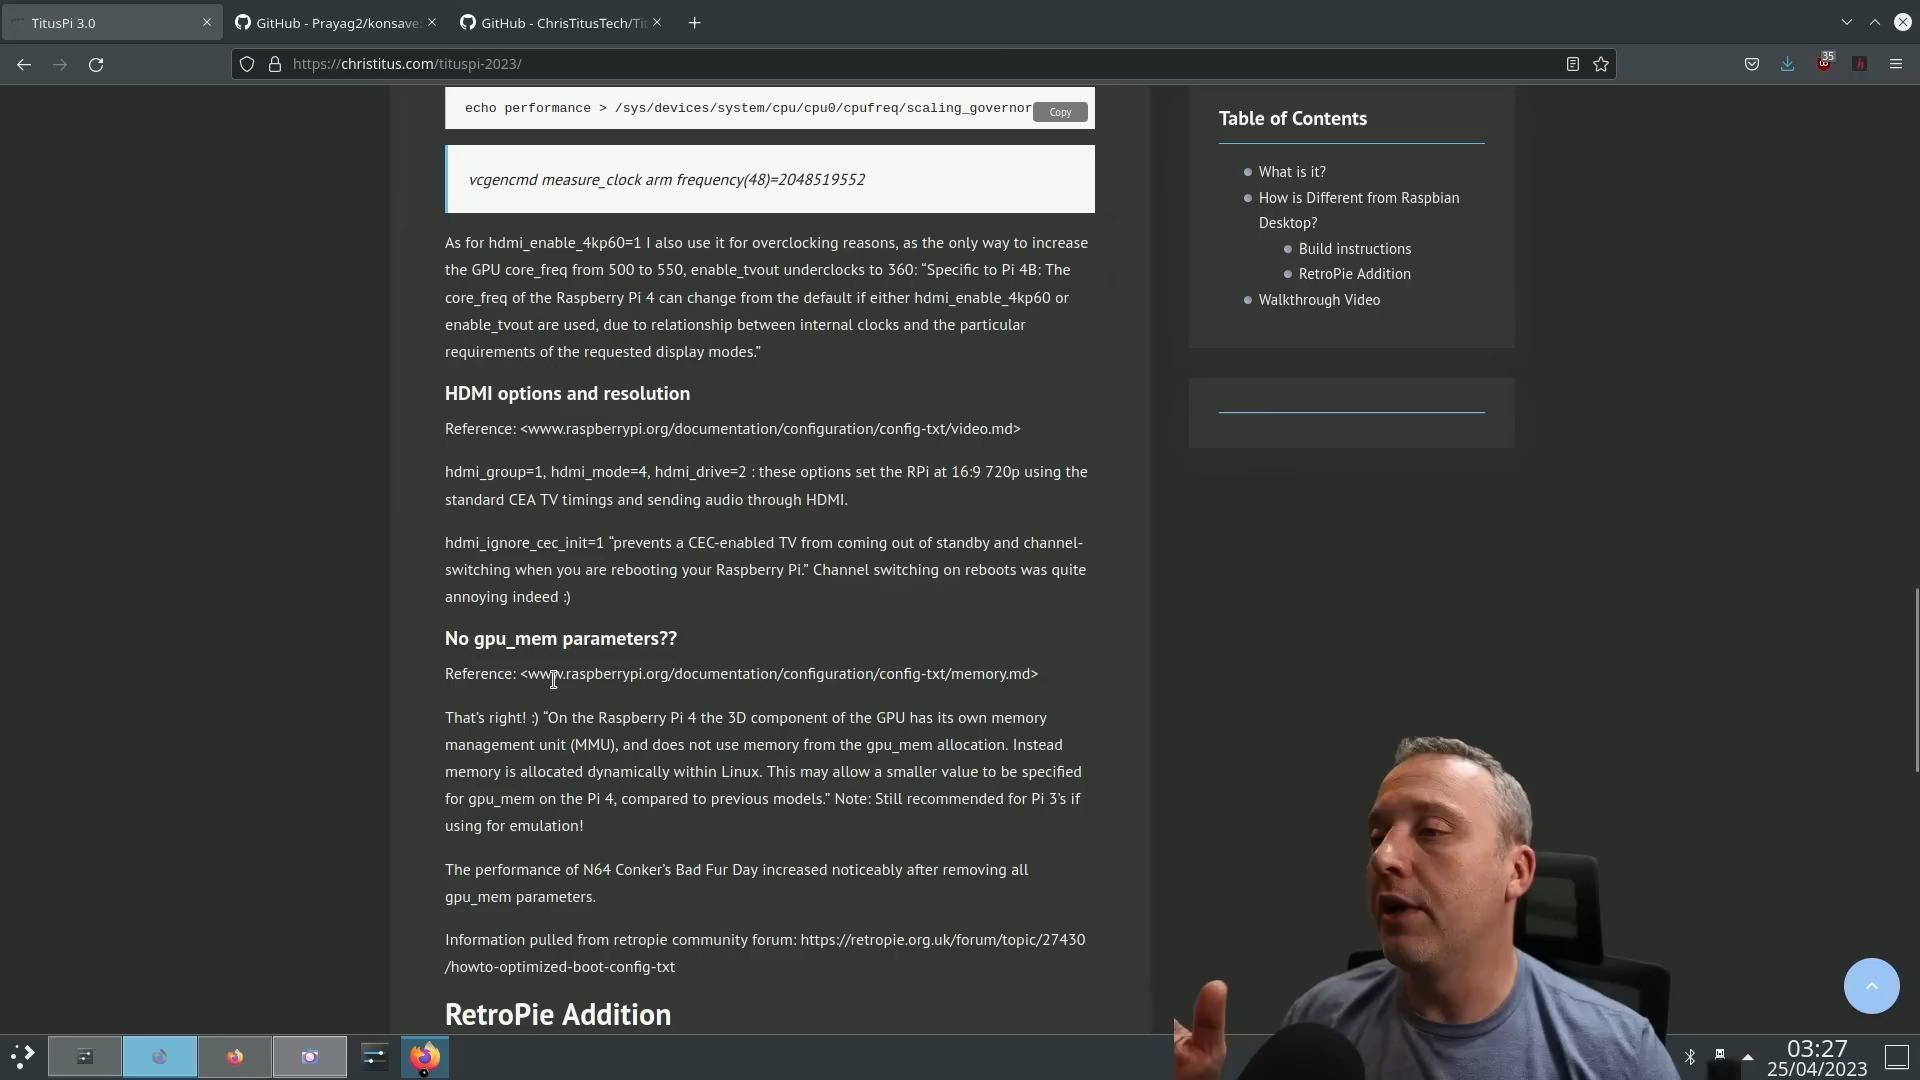 TitusPi 3.0
GitHub - Prayag2/konsave:
GitHub - ChrisTitusTech/Tit
https://christitus.com/tituspi-2023/
35
echo performance > /sys/devices/system/cpu/cpu0/cpufreq/scaling_governor
Copy
vcgencmd measure_clock arm frequency(48)=2048519552
As for hdmi_enable_4kp60=1 I also use it for overclocking reasons, as the only way to increase
the GPU core_freq from 500 to 550, enable_tvout underclocks to 360: “Specific to Pi 4B: The
core_freq of the Raspberry Pi 4 can change from the default if either hdmi_enable_4kp60 or
enable_tvout are used, due to relationship between internal clocks and the particular
requirements of the requested display modes.”
HDMI options and resolution
Reference: <www.raspberrypi.org/documentation/configuration/config-txt/video.md>
hdmi_group=1, hdmi_mode=4, hdmi_drive=2 : these options set the RPi at 16:9 720p using the
standard CEA TV timings and sending audio through HDMI.
hdmi_ignore_cec_init=1 “prevents a CEC-enabled TV from coming out of standby and channel-
switching when you are rebooting your Raspberry Pi.” Channel switching on reboots was quite
annoying indeed :)
No gpu_mem parameters??
Reference: <www.raspberrypi.org/documentation/configuration/config-txt/memory.md>
That’s right! :) “On the Raspberry Pi 4 the 3D component of the GPU has its own memory
management unit (MMU), and does not use memory from the gpu_mem allocation. Instead
memory is allocated dynamically within Linux. This may allow a smaller value to be specified
for gpu_mem on the Pi 4, compared to previous models.” Note: Still recommended for Pi 3’s if
using for emulation!
The performance of N64 Conker’s Bad Fur Day increased noticeably after removing all
gpu_mem parameters.
Information pulled from retropie community forum: https://retropie.org.uk/forum/topic/27430
/howto-optimized-boot-config-txt
RetroPie Addition
Table of Contents
What is it?
How is Different from Raspbian
Desktop?
Build instructions
RetroPie Addition
Walkthrough Video
03:27
25/04/2023